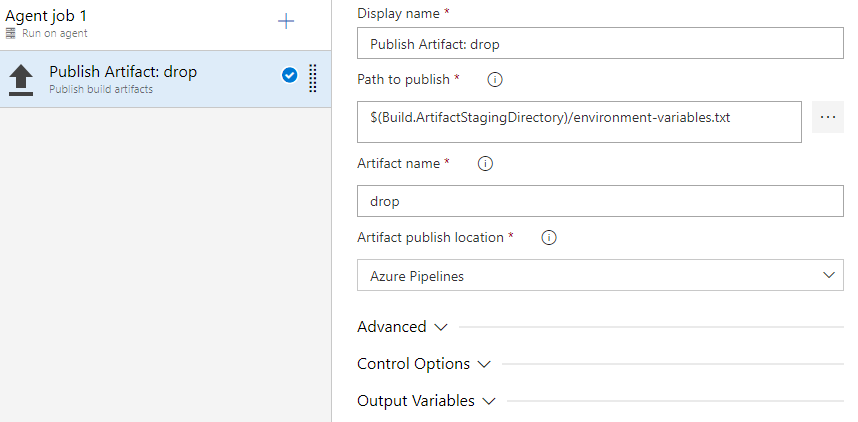 Agent job 1
Run on agent
Publish Artifact: drop
Publish build artifacts
Display name *
Publish Artifact: drop
Path to publish *
$(Build.ArtifactStagingDirectory)/environment-variables.txt
Artifact name *
drop
Artifact publish location *
Azure Pipelines
Advanced
Control Options
Output Variables